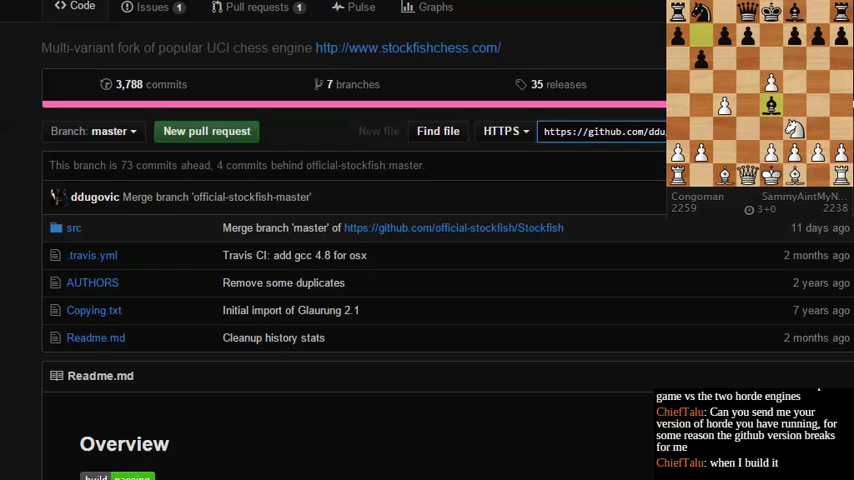 Code Issues 1 Pull requests 1 Pulse Graphs
Multi-variant fork of popular UCI chess engine http://www.stockfishchess.com/
3,788 commits 7 branches 35 releases
Branch: master New pull request New file Find file HTTPS https://github.com/ddu
This branch is 73 commits ahead, 4 commits behind official-stockfish:master.
ddugovic Merge branch 'official-stockfish-master'
src Merge branch 'master' of https://github.com/official-stockfish/Stockfish 11 days ago
.travis.yml Travis CI: add gcc 4.8 for osx 2 months ago
AUTHORS Remove some duplicates 2 years ago
Copying.txt Initial import of Glaurung 2.1 7 years ago
Readme.md Cleanup history stats 2 months ago
Readme.md
Overview
build passing
Congoman SammyAintMyN...
2259 3+0 2238
game vs the two horde engines
ChiefTalu: Can you send me your
version of horde you have running, for
some reason the github version breaks
for me
ChiefTalu: when I build it